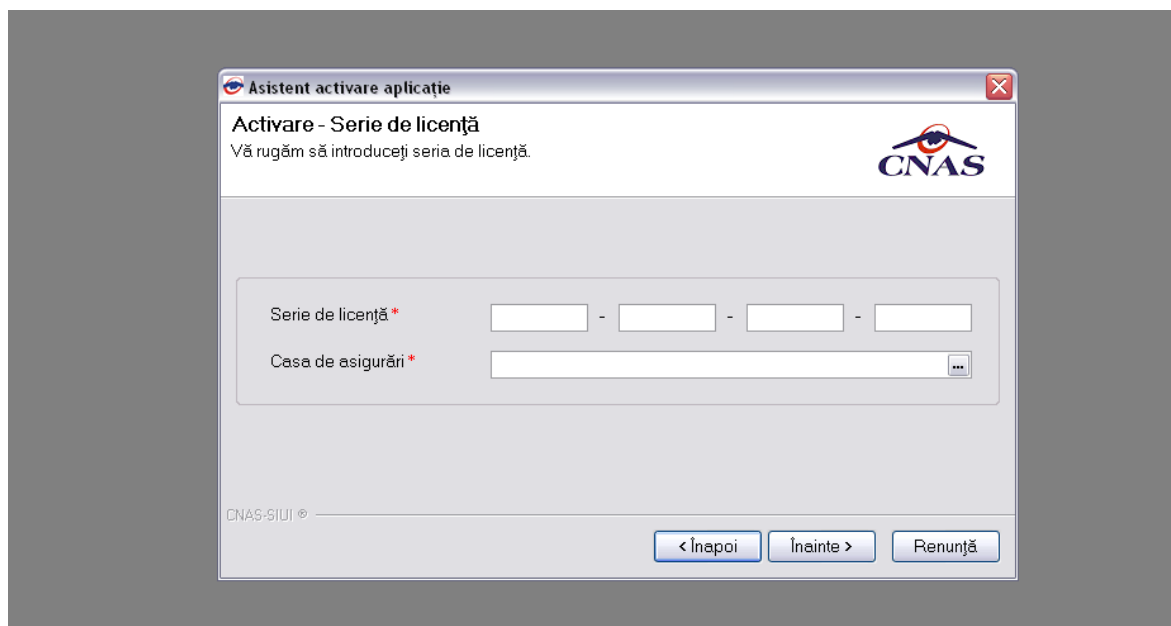 Asistent activare aplicație
Activare - Serie de licenţă
Vă rugăm să introduceţi seria de licenţă.
CNAS
Serie de licenţă * - - -
Casa de asigurări * ...
CNAS-SIUI ®
< Înapoi Înainte > Renunţă